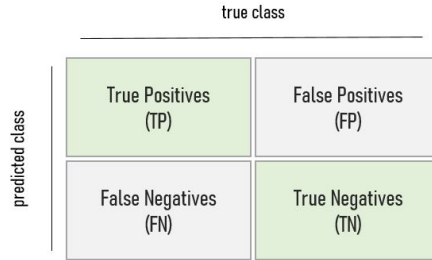 true class
predicted class
True Positives
(TP)
False Positives
(FP)
False Negatives
(FN)
True Negatives
(TN)